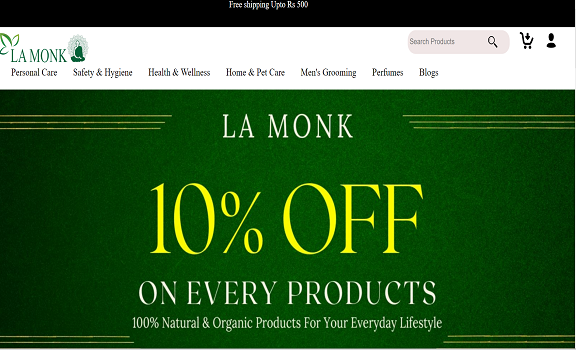 Free shipping Upto Rs 500
LA MONK
Search Products
Personal Care Safety & Hygiene Health & Wellness Home & Pet Care Men's Grooming Perfumes Blogs
LA MONK
10% OFF
ON EVERY PRODUCTS
100% Natural & Organic Products For Your Everyday Lifestyle